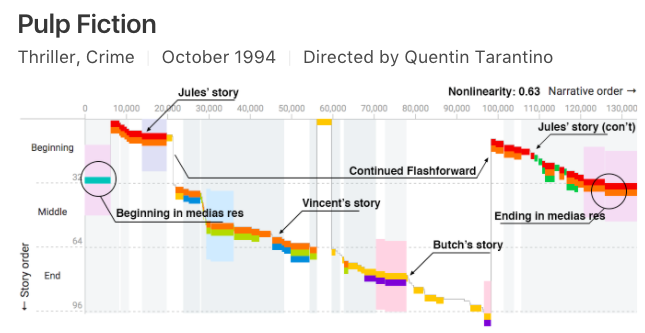 Pulp Fiction
Thriller, Crime | October 1994 | Directed by Quentin Tarantino
Jules' story
Nonlinearity: 0.63 Narrative order →
0 10,000 20,000 30,000 40,000 50,000 60,000 70,000 80,000 90,000 100,000 110,000 120,000 130,000
Jules' story (con't)
Beginning
Continued Flashforward
32
Middle
Beginning in medias res
Vincent's story
Ending in medias res
64
Butch's story
End
96
← Story order